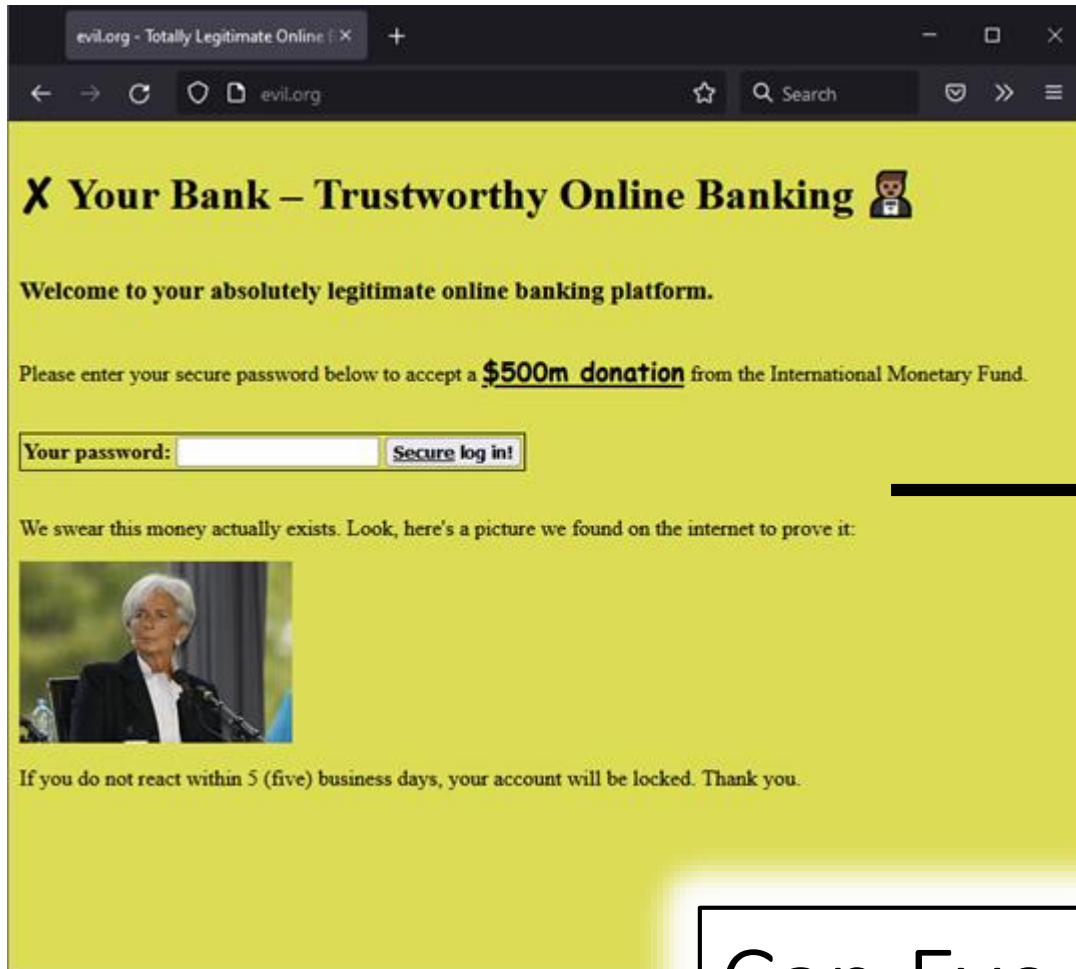 evil.org - Totally Legitimate Online
evil.org
Search
✗ Your Bank – Trustworthy Online Banking
Welcome to your absolutely legitimate online banking platform.
Please enter your secure password below to accept a $500m donation from the International Monetary Fund.
Your password: Secure log in!
We swear this money actually exists. Look, here's a picture we found on the internet to prove it:
If you do not react within 5 (five) business days, your account will be locked. Thank you.
Can Eve